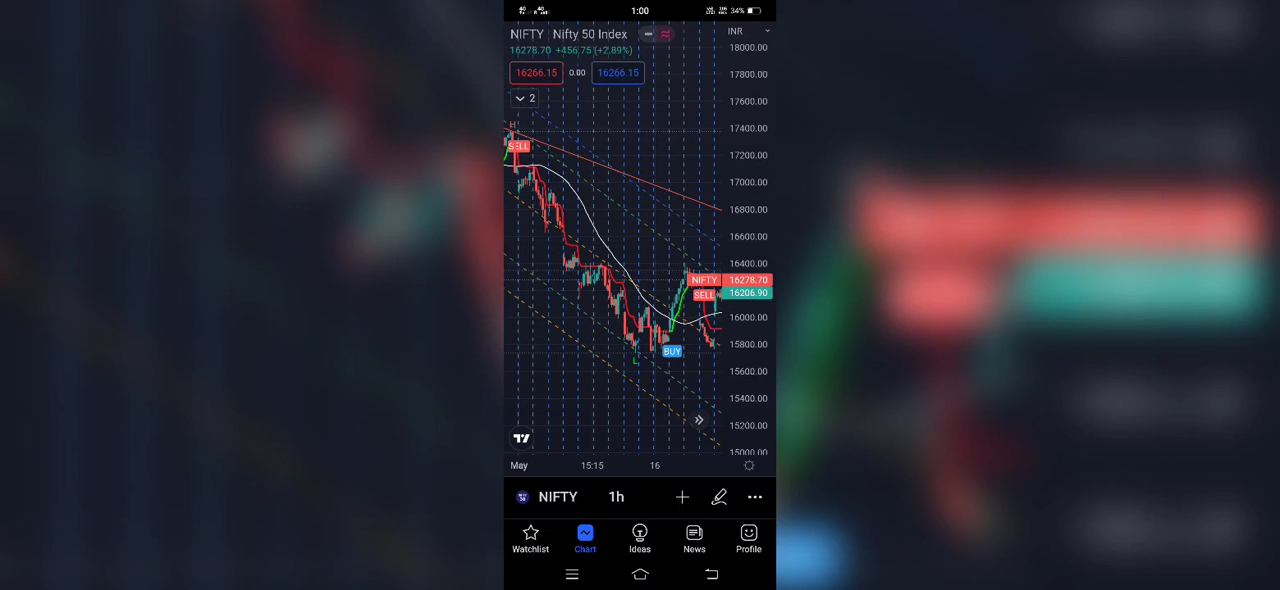 1:00
34%
NIFTY Nifty 50 Index
INR
16278.70 +456.75 (+2.89%)
16266.15 0.00 16266.15
2
18000.00
17800.00
17600.00
17400.00
17200.00
17000.00
16800.00
16600.00
16400.00
16000.00
15800.00
15600.00
15400.00
15200.00
15000.00
H
SELL
NIFTY 16278.70
SELL 16206.90
BUY
L
May 15:15 16
NIFTY 1h
Watchlist Chart Ideas News Profile